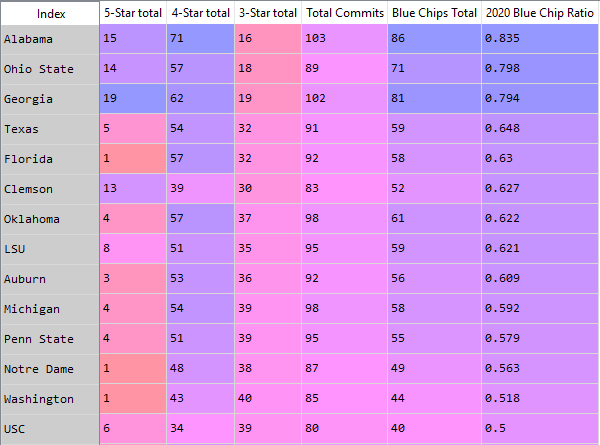 Index 5-Star total 4-Star total 3-Star total Total Commits Blue Chips Total 2020 Blue Chip Ratio
Alabama 15 71 16 103 86 0.835
Ohio State 14 57 18 89 71 0.798
Georgia 19 62 19 102 81 0.794
Texas 5 54 32 91 59 0.648
Florida 1 57 32 92 58 0.63
Clemson 13 39 30 83 52 0.627
Oklahoma 4 57 37 98 61 0.622
LSU 8 51 35 95 59 0.621
Auburn 3 53 36 92 56 0.609
Michigan 4 54 39 98 58 0.592
Penn State 4 51 39 95 55 0.579
Notre Dame 1 48 38 87 49 0.563
Washington 1 43 40 85 44 0.518
USC 6 34 39 80 40 0.5